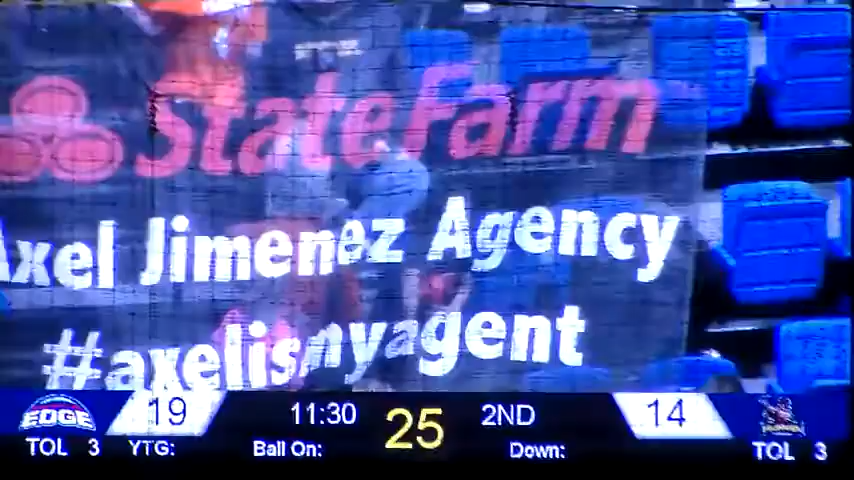 StateFarm
Axel Jimenez Agency
#axelismyagent
EDGE 19 11:30 25 2ND 14
TOL 3 YTG: Ball On: Down: TOL 3